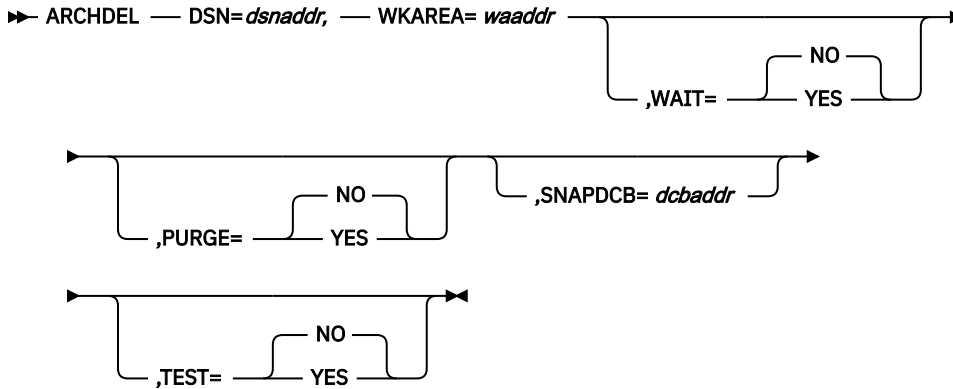 ARCHDEL DSN=dsnaddr, WKAREA= waaddr
NO
,WAIT= YES
NO
,PURGE= YES
,SNAPDCB= dcbaddr
NO
,TEST= YES